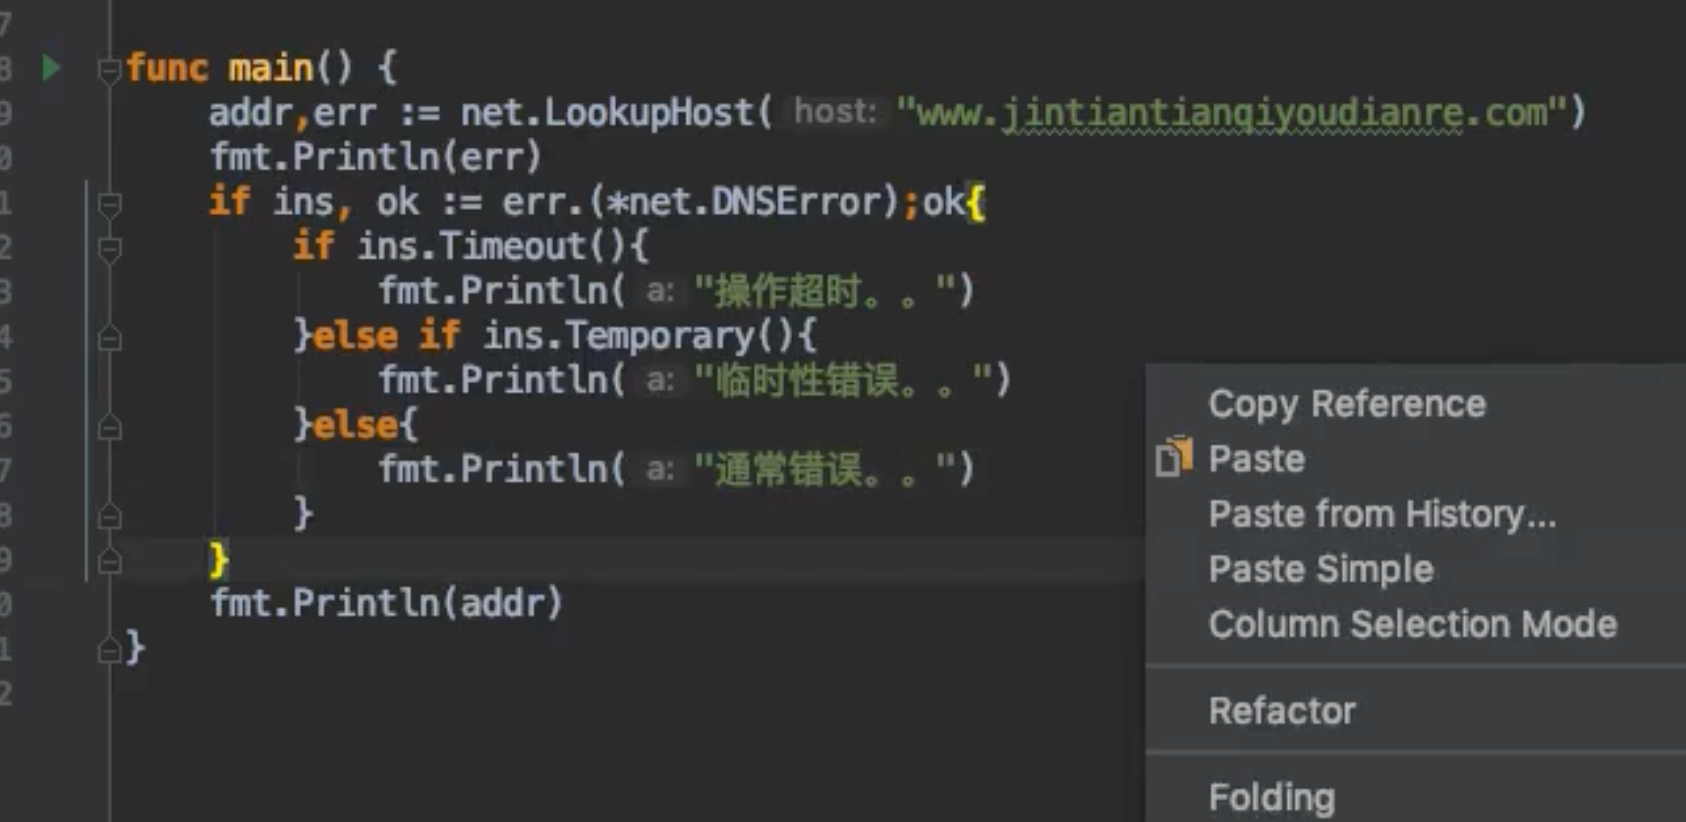 7
8 func main() {
9 addr,err := net.LookupHost( host: "www.jintiantianqiyoudianre.com")
0 fmt.Println(err)
1 if ins, ok := err.(*net.DNSError);ok{
2 if ins.Timeout(){
3 fmt.Println( a: "操作超时。。")
4 }else if ins.Temporary(){
5 fmt.Println( a: "临时性错误。。")
6 }else{
7 fmt.Println( a: "通常错误。。")
8 }
9 }
0 fmt.Println(addr)
1 }
2
Copy Reference
Paste
Paste from History...
Paste Simple
Column Selection Mode
Refactor
Folding